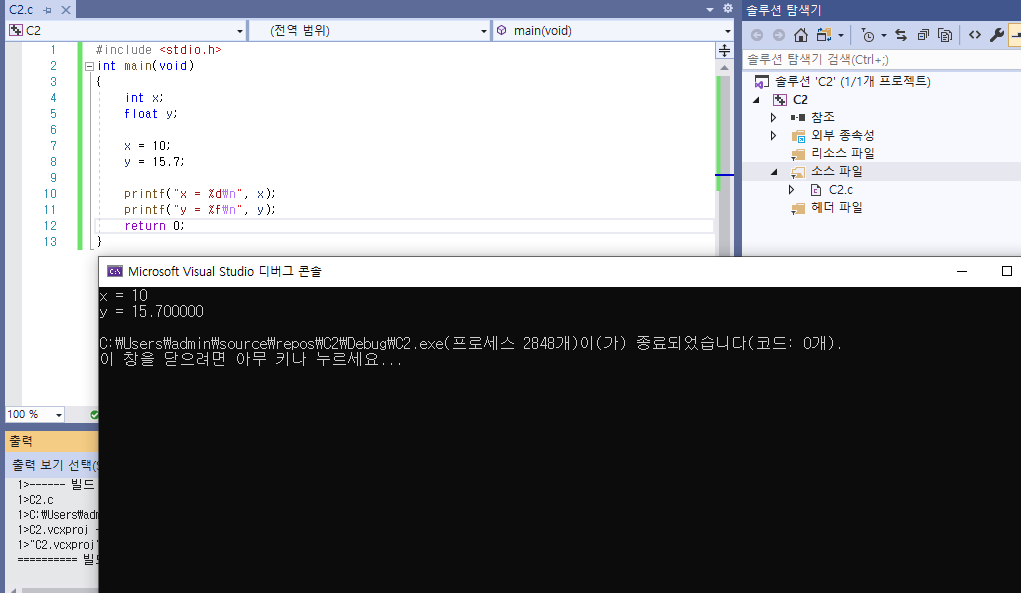 C2.c
솔루션 탐색기
C2
(전역 범위)
main(void)
솔루션 탐색기 검색(Ctrl+;)
1 #include <stdio.h>
2 int main(void)
3 {
4 int x;
5 float y;
6
7 x = 10;
8 y = 15.7;
9
10 printf("x = %d₩n", x);
11 printf("y = %f₩n", y);
12 return 0;
13 }
솔루션 'C2' (1/1개 프로젝트)
C2
참조
외부 종속성
리소스 파일
소스 파일
C2.c
헤더 파일
Microsoft Visual Studio 디버그 콘솔
x = 10
y = 15.700000
C:₩Users₩admin₩source₩repos₩C2₩Debug₩C2.exe(프로세스 2848개)이(가) 종료되었습니다(코드: 0개).
이 창을 닫으려면 아무 키나 누르세요...
100 %
출력
출력 보기 선택(
1>------ 빌드
1>C2.c
1>C:₩Users₩adm
1>C2.vcxproj -
1>"C2.vcxproj"
========== 빌드